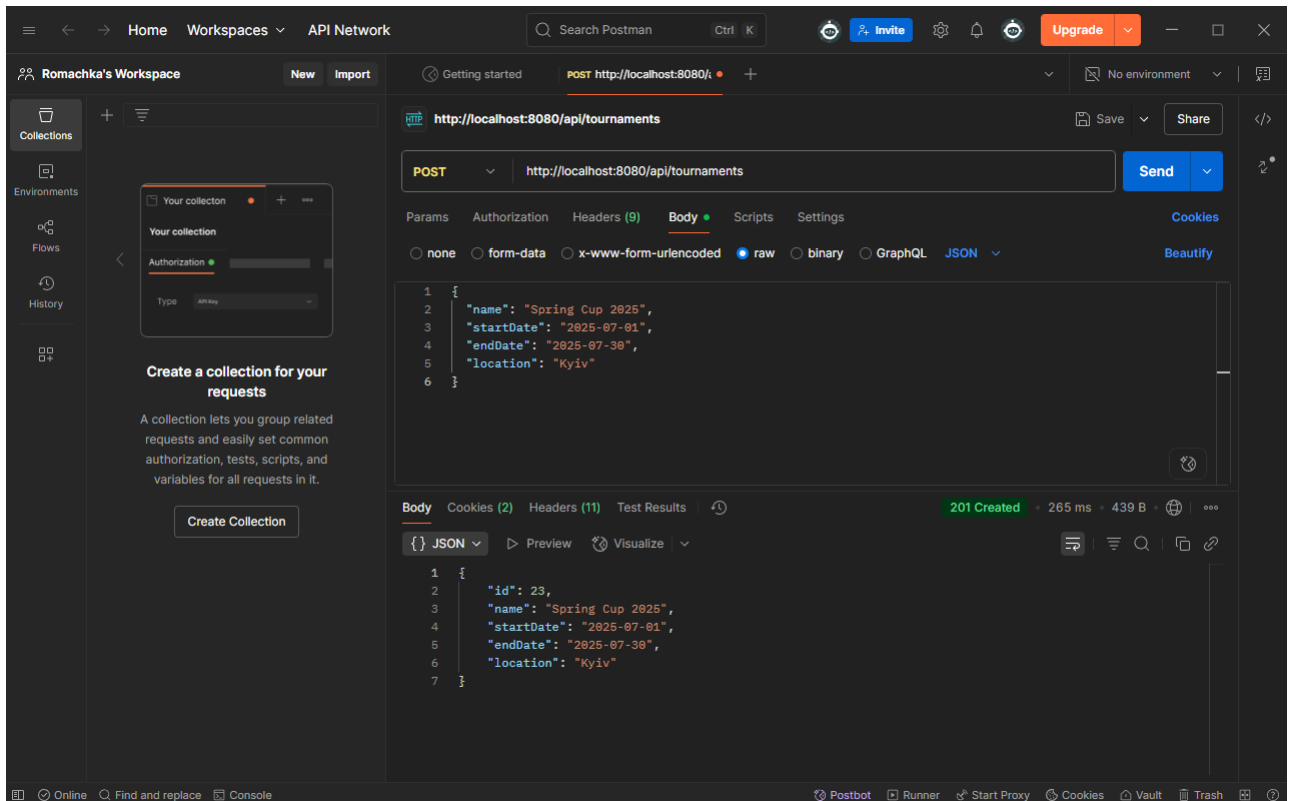 Home Workspaces API Network Search Postman Ctrl K Invite Upgrade
Romachka's Workspace New Import Getting started POST http://localhost:8080/ No environment
Collections
Environments
Flows
History
Your collecton
Your collection
Authorization
Type API Key
Create a collection for your
requests
A collection lets you group related
requests and easily set common
authorization, tests, scripts, and
variables for all requests in it.
Create Collection
HTTP http://localhost:8080/api/tournaments Save Share
POST http://localhost:8080/api/tournaments Send
Params Authorization Headers (9) Body Scripts Settings Cookies
none form-data x-www-form-urlencoded raw binary GraphQL JSON Beautify
1 {
2 "name": "Spring Cup 2025",
3 "startDate": "2025-07-01",
4 "endDate": "2025-07-30",
5 "location": "Kyiv"
6 }
Body Cookies (2) Headers (11) Test Results 201 Created 265 ms 439 B
{} JSON Preview Visualize
1 {
2 "id": 23,
3 "name": "Spring Cup 2025",
4 "startDate": "2025-07-01",
5 "endDate": "2025-07-30",
6 "location": "Kyiv"
7 }
Online Find and replace Console Postbot Runner Start Proxy Cookies Vault Trash